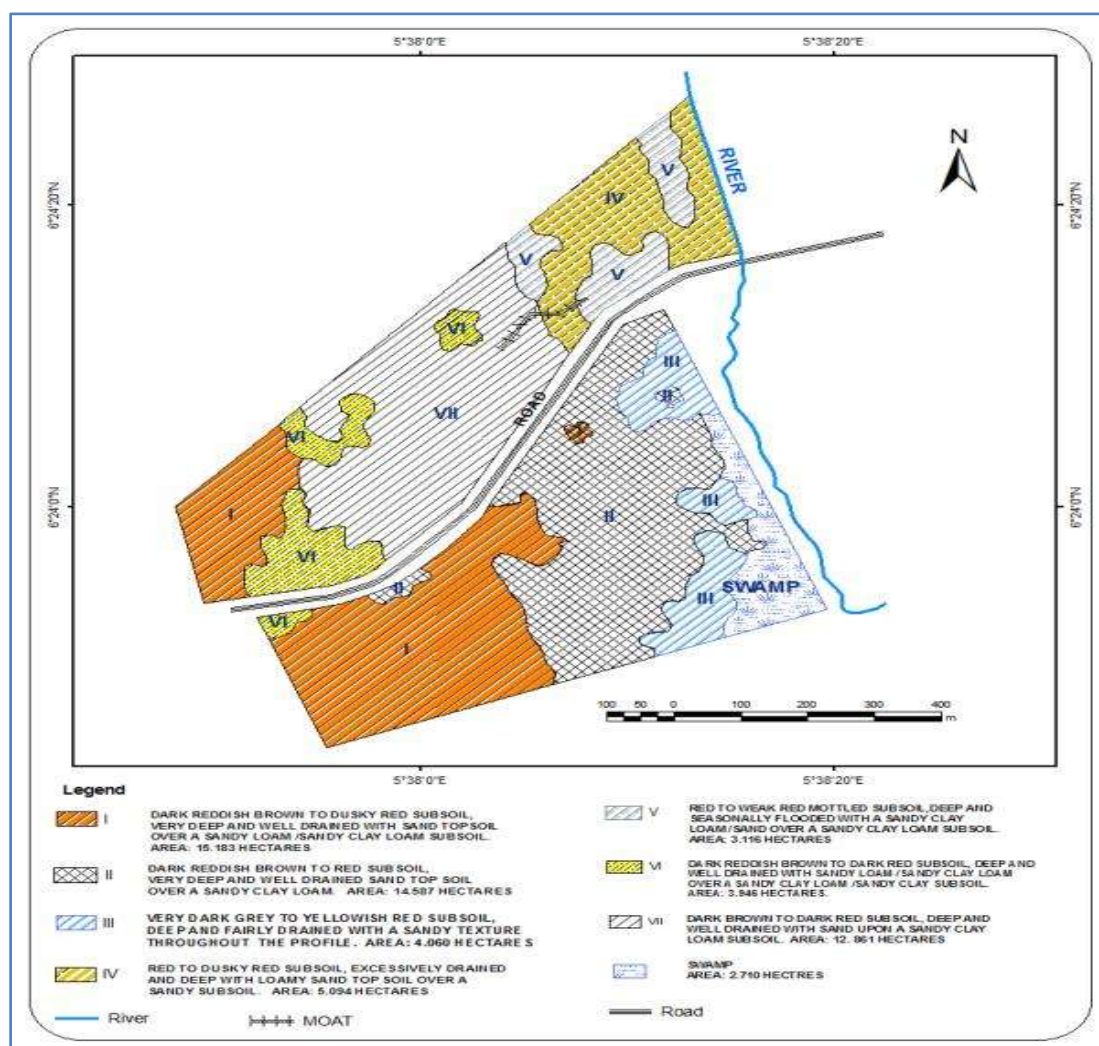 5°38'0"E
5°38'20"E
N
RIVER
V
6°24'20"N
6°24'20"N
IV
V
V
VI
III
II
VII
ROAD
VI
I
III
6°24'0"N
6°24'0"N
I
II
VI
II
SWAMP
III
VI
I
100 50 0 100 200 300 400
m
5°38'0"E
5°38'20"E
Legend
I
DARK REDDISH BROWN TO DUSKY RED SUBSOIL,
VERY DEEP AND WELL DRAINED WITH SAND TOPSOIL
OVER A SANDY LOAM /SANDY CLAY LOAM SUBSOIL.
AREA: 15.183 HECTARES
II
DARK REDDISH BROWN TO RED SUBSOIL,
VERY DEEP AND WELL DRAINED SAND TOP SOIL
OVER A SANDY CLAY LOAM. AREA: 14.587 HECTARES
III
VERY DARK GREY TO YELLOWISH RED SUBSOIL,
DEEP AND FAIRLY DRAINED WITH A SANDY TEXTURE
THROUGHOUT THE PROFILE. AREA: 4.060 HECTARES
IV
RED TO DUSKY RED SUBSOIL, EXCESSIVELY DRAINED
AND DEEP WITH LOAMY SAND TOP SOIL OVER A
SANDY SUBSOIL. AREA: 5.094 HECTARES
River
MOAT
V
RED TO WEAK RED MOTTLED SUBSOIL, DEEP AND
SEASONALLY FLOODED WITH A SANDY CLAY
LOAM/SAND OVER A SANDY CLAY LOAM SUBSOIL.
AREA: 3.116 HECTARES
VI
DARK REDDISH BROWN TO DARK RED SUBSOIL, DEEP AND
WELL DRAINED WITH SANDY LOAM /SANDY CLAY LOAM
OVER A SANDY CLAY LOAM /SANDY CLAY SUBSOIL.
AREA: 3.946 HECTARES.
VII
DARK BROWN TO DARK RED SUBSOIL, DEEP AND
WELL DRAINED WITH SAND UPON A SANDY CLAY
LOAM SUBSOIL. AREA: 12. 861 HECTARES
SWAMP
AREA: 2.710 HECTRES
Road